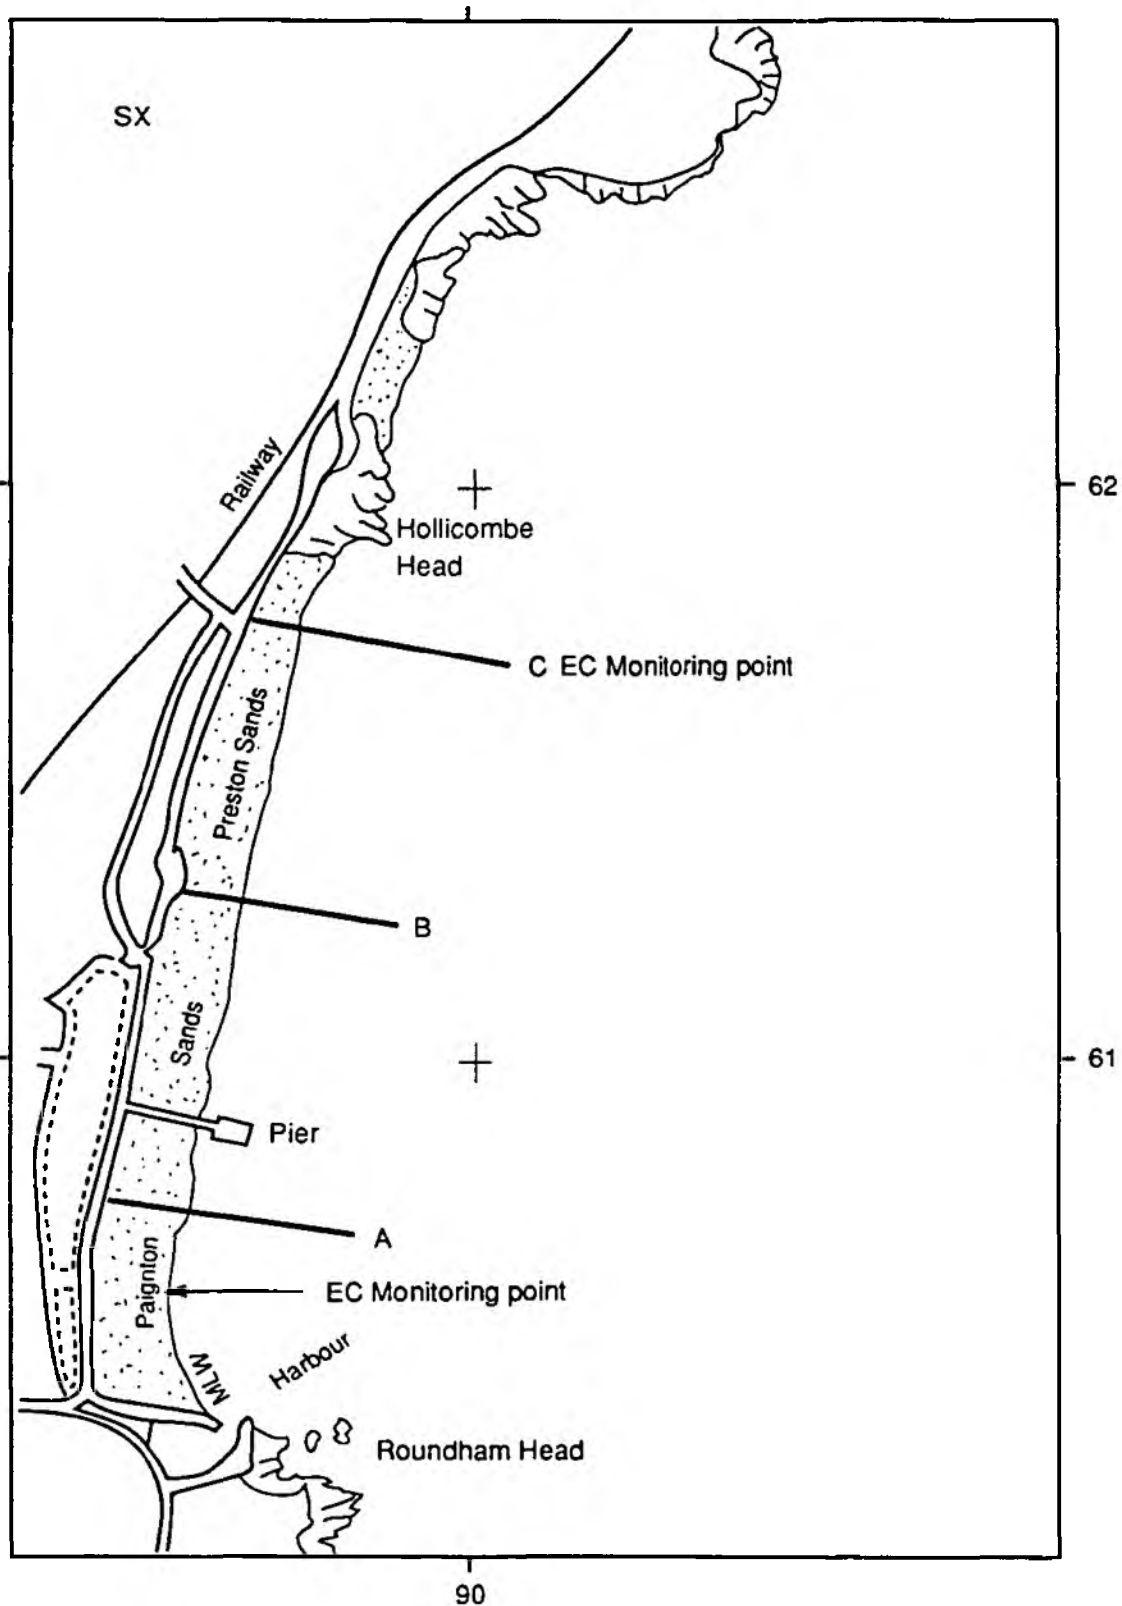 SX
Railway
62
Hollicombe
Head
C EC Monitoring point
Preston Sands
B
Sands
61
Pier
A
Paignton
EC Monitoring point
MLW
Harbour
Roundham Head
90